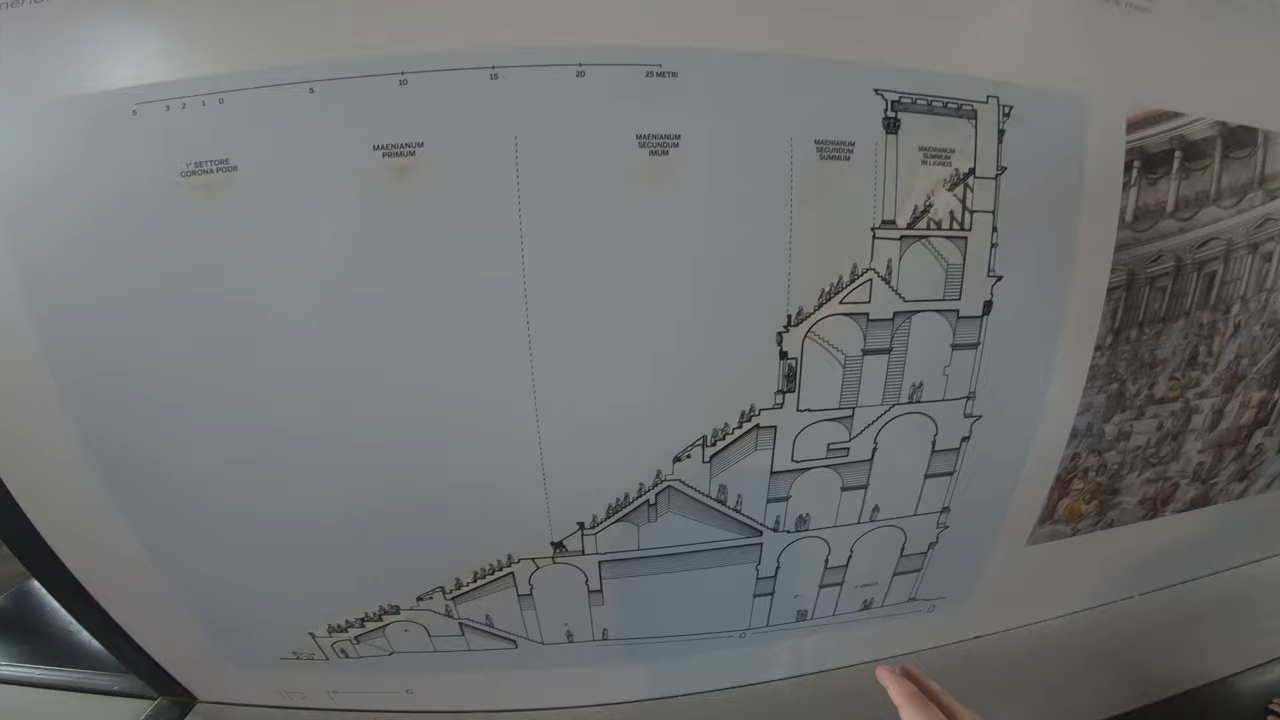 5 3 2 1 0 5 10 15 20 25 METRI
1° SETTORE
CORONA PODII
MAENIANUM
PRIMUM
MAENIANUM
SECUNDUM
IMUM
MAENIANUM
SECUNDUM
SUMMUM
MAENIANUM
SUMMUM
IN LIGNEIS